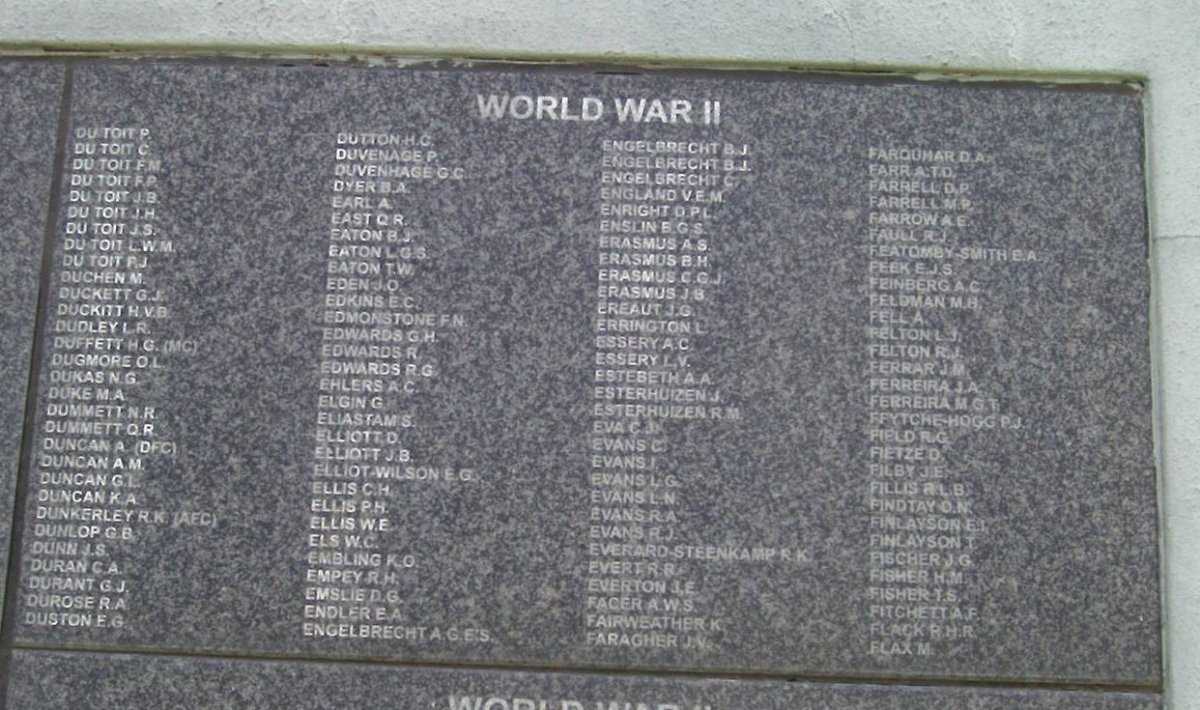 WORLD WAR II
DU TOIT P.
DU TOIT C.
DU TOIT F.M.
DU TOIT F.P.
DU TOIT J.B.
DU TOIT J.H.
DU TOIT J.S.
DU TOIT L.W.M.
DU TOIT P.J.
DUCHEN M.
DUCKETT G.J.
DUCKITT H.V.B.
DUDLEY L.R.
DUFFETT H.G. (MC)
DUGMORE O.L.
DUKAS N.G.
DUKE M.A.
DUMMETT N.R.
DUMMETT Q.R.
DUNCAN A. (DFC)
DUNCAN A.M.
DUNCAN G.L.
DUNCAN K.A.
DUNKERLEY R.K. (AFC)
DUNLOP G.B.
DUNN J.S.
DURAN C.A.
DURANT G.J.
DUROSE R.A.
DUSTON E.G.
DUTTON H.C.
DUVENAGE P.
DUVENHAGE G.C.
DYER B.A.
EARL A.
EAST Q.R.
EATON B.J.
EATON L.G.S.
EATON T.W.
EDEN J.O.
EDKINS E.C.
EDMONSTONE F.N.
EDWARDS G.H.
EDWARDS R.
EDWARDS R.G.
EHLERS A.C.
ELGIN G.
ELIASTAM S.
ELLIOTT D.
ELLIOTT J.B.
ELLIOT-WILSON E.G.
ELLIS C.H.
ELLIS P.H.
ELLIS W.E.
ELS W.C.
EMBLING K.O.
EMPEY R.H.
EMSLIE D.G.
ENDLER E.A.
ENGELBRECHT A.G.E'S.
ENGELBRECHT B.J.
ENGELBRECHT B.J.
ENGELBRECHT C.
ENGLAND V.E.M.
ENRIGHT D.P.L.
ENSLIN B.G.S.
ERASMUS A.S.
ERASMUS B.H.
ERASMUS C.G.J.
ERASMUS J.B.
EREAUT J.G.
ERRINGTON L.
ESSERY A.C.
ESSERY L.V.
ESTEBETH A.A.
ESTERHUIZEN J.
ESTERHUIZEN R.M.
EVA C.J.
EVANS C.
EVANS I.
EVANS L.G.
EVANS L.N.
EVANS R.A.
EVANS R.J.
EVERARD-STEENKAMP R.K.
EVERT R.R.
EVERTON J.E.
FACER A.W.S.
FAIRWEATHER K.
FARAGHER J.V.
FARQUHAR D.A.
FARR A.T.O.
FARRELL D.P.
FARRELL M.P.
FARROW A.E.
FAULL R.J.
FEATOMBY-SMITH E.A.
FEEK E.J.S.
FEINBERG A.C.
FELDMAN M.H.
FELL A.
FELTON L.J.
FELTON R.J.
FERRAR J.M.
FERREIRA J.A.
FERREIRA M.G.T.
FFYTCHE-HOGG P.J.
FIELD R.G.
FIETZE D.
FILBY J.E.
FILLIS R.L.B.
FINDTAY O.N.
FINLAYSON E.I.
FINLAYSON T.
FISCHER J.G.
FISHER H.M.
FISHER T.S.
FITCHETT A.F.
FLACK R.H.R.
FLAX M.
WORLD WAR II